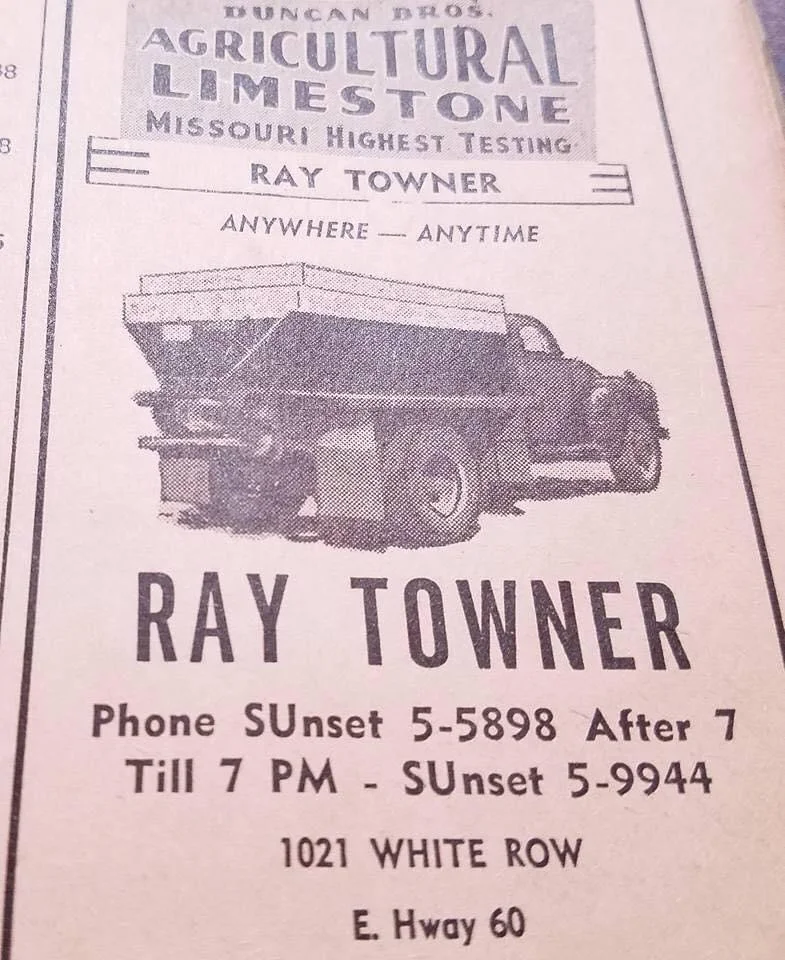 DUNCAN BROS.
AGRICULTURAL
LIMESTONE
MISSOURI HIGHEST TESTING
RAY TOWNER
ANYWHERE — ANYTIME
RAY TOWNER
Phone SUnset 5-5898 After 7
Till 7 PM - SUnset 5-9944
1021 WHITE ROW
E. Hway 60